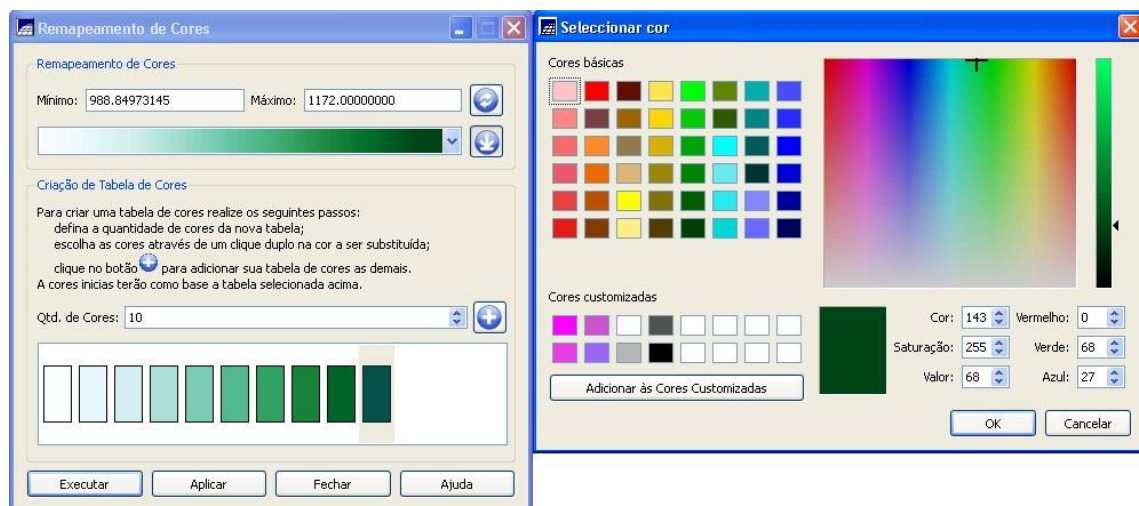 Remapeamento de Cores
Remapeamento de Cores
Mínimo: 988.84973145 Máximo: 1172.00000000
Criação de Tabela de Cores
Para criar uma tabela de cores realize os seguintes passos:
defina a quantidade de cores da nova tabela;
escolha as cores através de um clique duplo na cor a ser substituída;
clique no botão para adicionar sua tabela de cores as demais.
A cores inicias terão como base a tabela selecionada acima.
Qtd. de Cores: 10
Executar Aplicar Fechar Ajuda
Seleccionar cor
Cores básicas
Cores customizadas
Adicionar às Cores Customizadas
Cor: 143 Vermelho: 0
Saturação: 255 Verde: 68
Valor: 68 Azul: 27
OK Cancelar